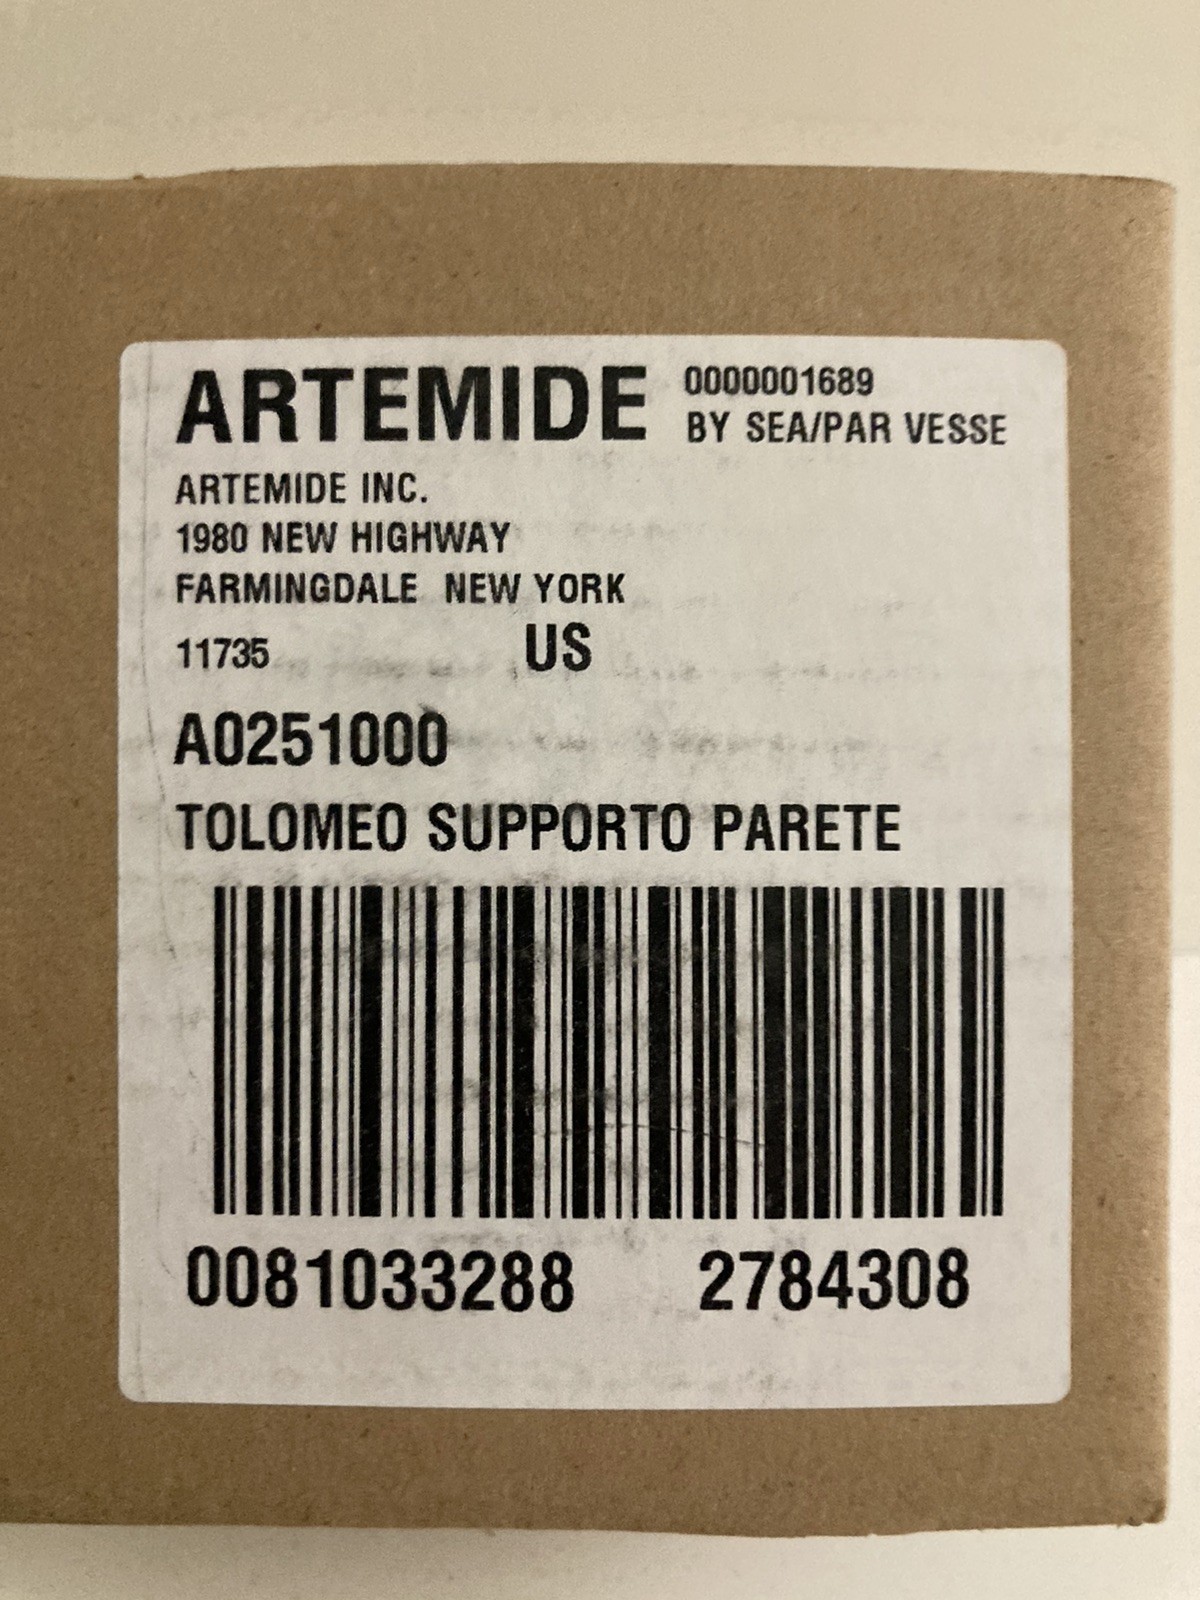 ARTEMIDE
0000001689
BY SEA/PAR VESSE
ARTEMIDE INC.
1980 NEW HIGHWAY
FARMINGDALE NEW YORK
11735 US
A0251000
TOLOMEO SUPPORTO PARETE
0081033288 2784308